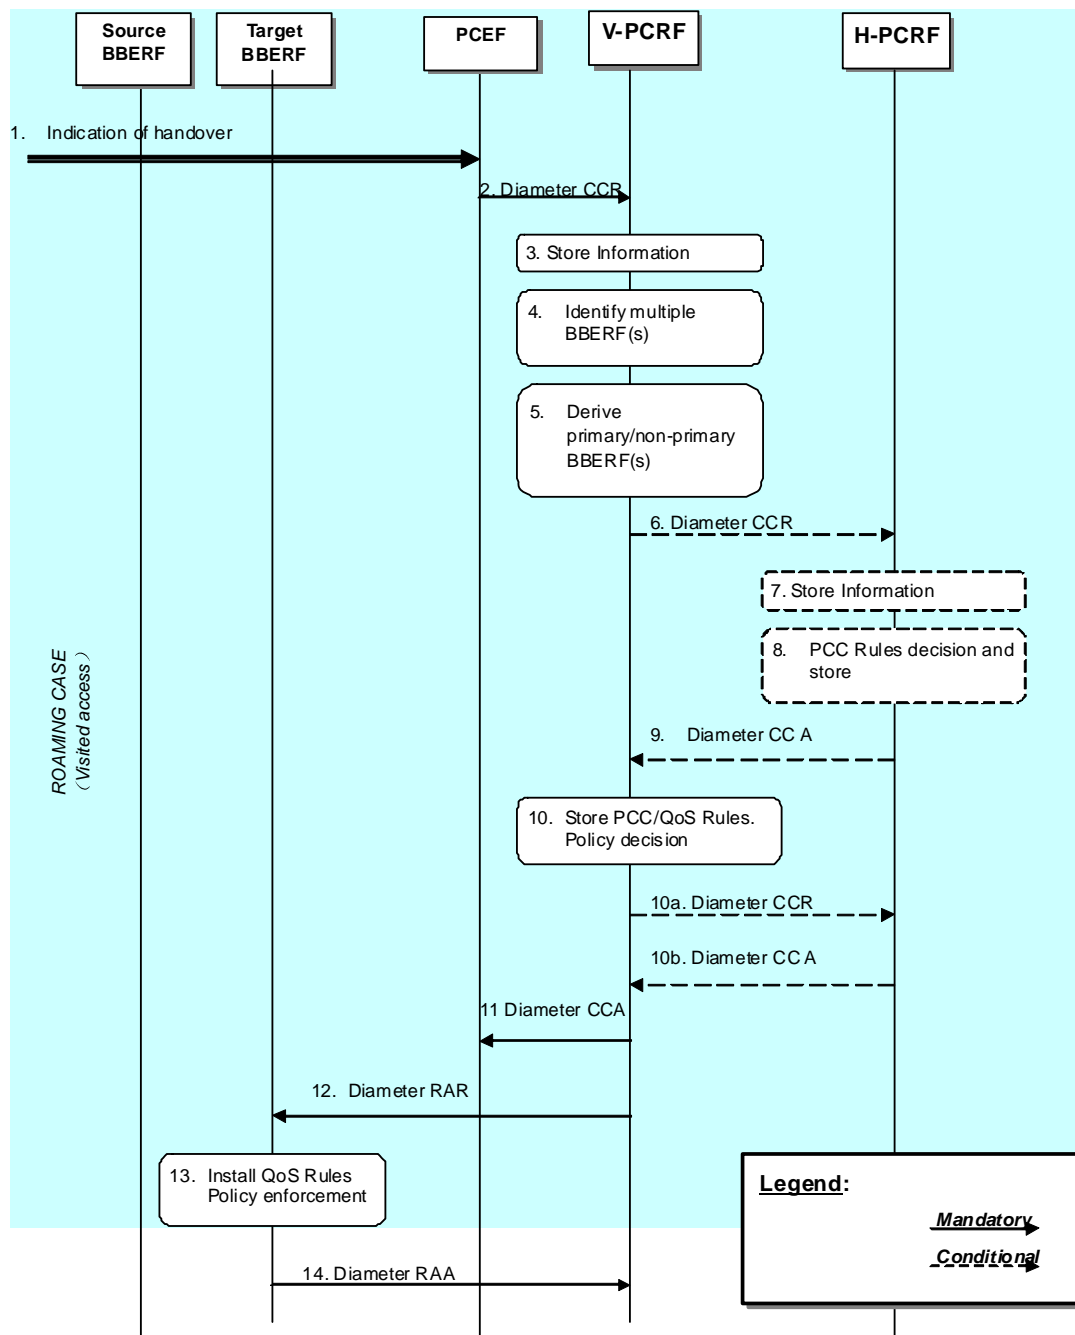 Source
BBERF
Target
BBERF
PCEF
V-PCRF
H-PCRF
1. Indication of handover
2. Diameter CCR
3. Store Information
4. Identify multiple
BBERF(s)
5. Derive
primary/non-primary
BBERF(s)
6. Diameter CCR
7. Store Information
8. PCC Rules decision and
store
9. Diameter CC A
ROAMING CASE
（Visited access）
10. Store PCC/QoS Rules.
Policy decision
10a. Diameter CCR
10b. Diameter CC A
11 Diameter CCA
12. Diameter RAR
13. Install QoS Rules
Policy enforcement
14. Diameter RAA
Legend:
Mandatory
Conditional